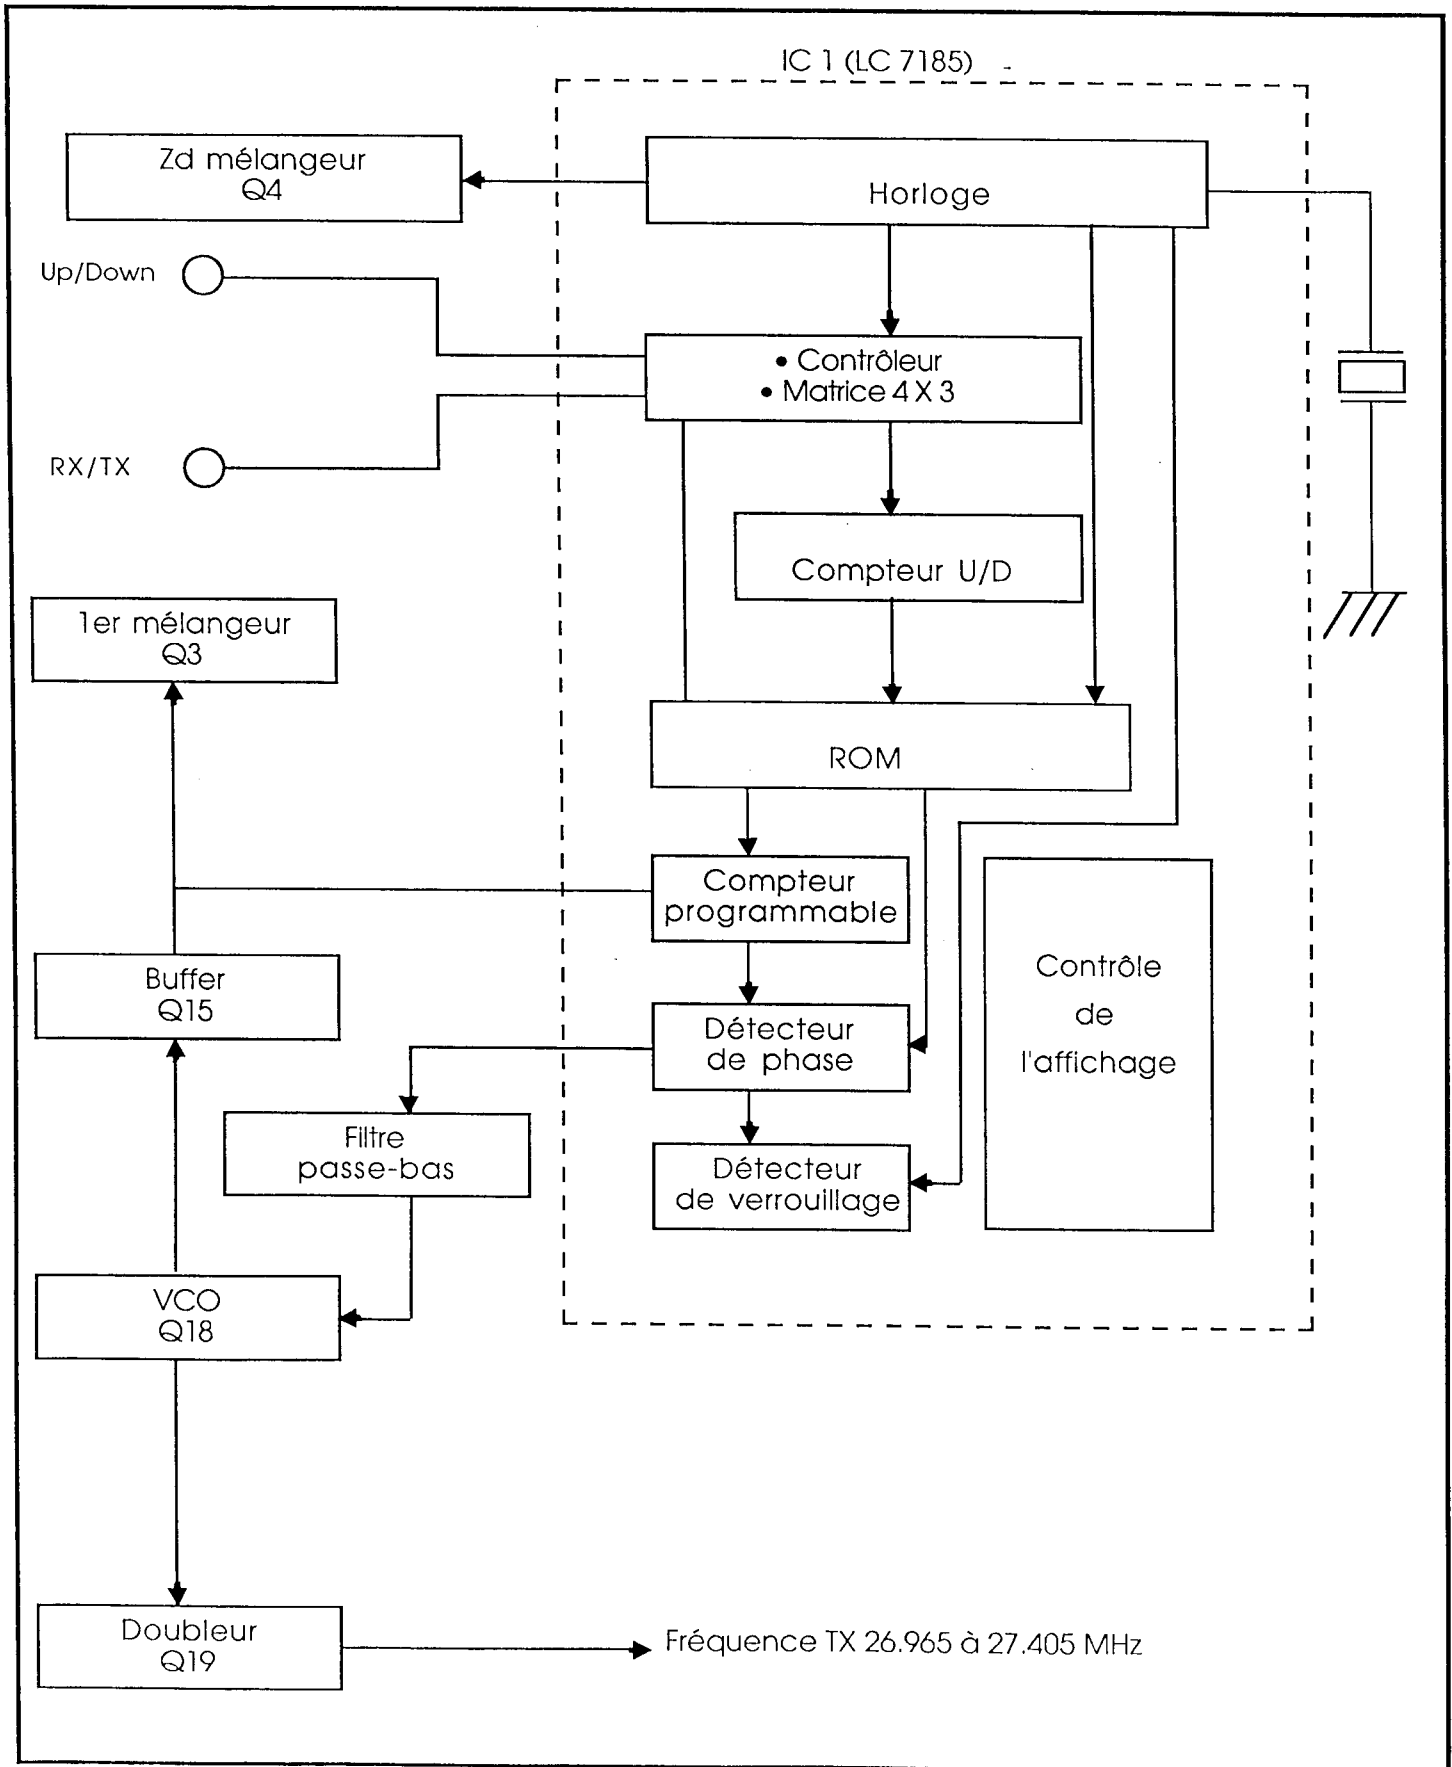 IC 1 (LC 7185)
Zd mélangeur
Q4
Horloge
Up/Down
• Contrôleur
• Matrice 4 X 3
RX/TX
Compteur U/D
1er mélangeur
Q3
ROM
Compteur
programmable
Contrôle
de
l'affichage
Buffer
Q15
Détecteur
de phase
Filtre
passe-bas
Détecteur
de verrouillage
VCO
Q18
Doubleur
Q19
Fréquence TX 26.965 à 27.405 MHz